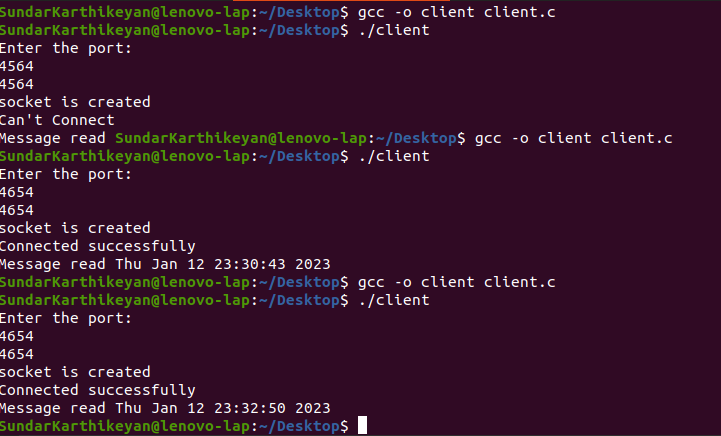 SundarKarthikeyan@lenovo-lap:~/Desktop$ gcc -o client client.c
SundarKarthikeyan@lenovo-lap:~/Desktop$ ./client
Enter the port:
4564
4564
socket is created
Can't Connect
Message read SundarKarthikeyan@lenovo-lap:~/Desktop$ gcc -o client client.c
SundarKarthikeyan@lenovo-lap:~/Desktop$ ./client
Enter the port:
4654
4654
socket is created
Connected successfully
Message read Thu Jan 12 23:30:43 2023
SundarKarthikeyan@lenovo-lap:~/Desktop$ gcc -o client client.c
SundarKarthikeyan@lenovo-lap:~/Desktop$ ./client
Enter the port:
4654
4654
socket is created
Connected successfully
Message read Thu Jan 12 23:32:50 2023
SundarKarthikeyan@lenovo-lap:~/Desktop$